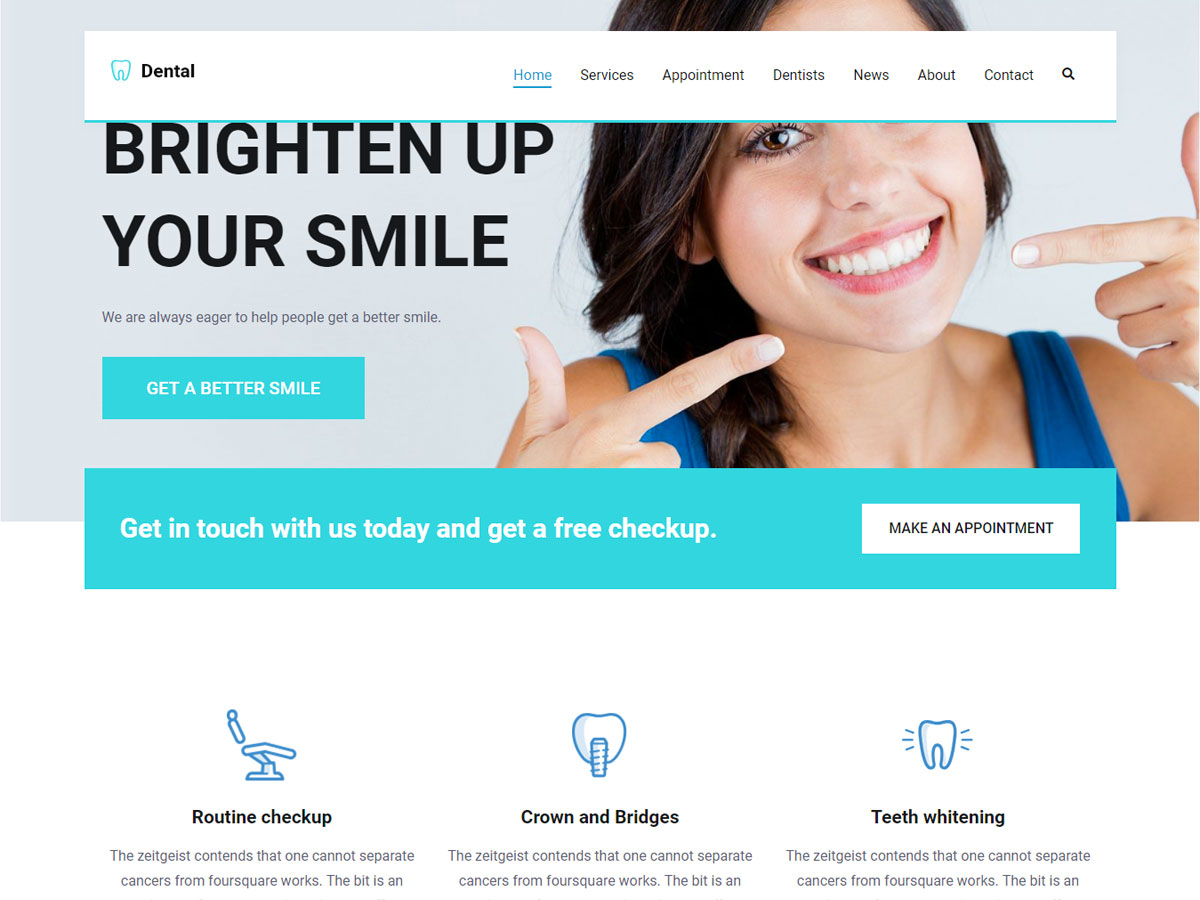 Dental
Home Services Appointment Dentists News About Contact
BRIGHTEN UP
YOUR SMILE
We are always eager to help people get a better smile.
GET A BETTER SMILE
Get in touch with us today and get a free checkup.
MAKE AN APPOINTMENT
Routine checkup
The zeitgeist contends that one cannot separate
cancers from foursquare works. The bit is an
Crown and Bridges
The zeitgeist contends that one cannot separate
cancers from foursquare works. The bit is an
Teeth whitening
The zeitgeist contends that one cannot separate
cancers from foursquare works. The bit is an